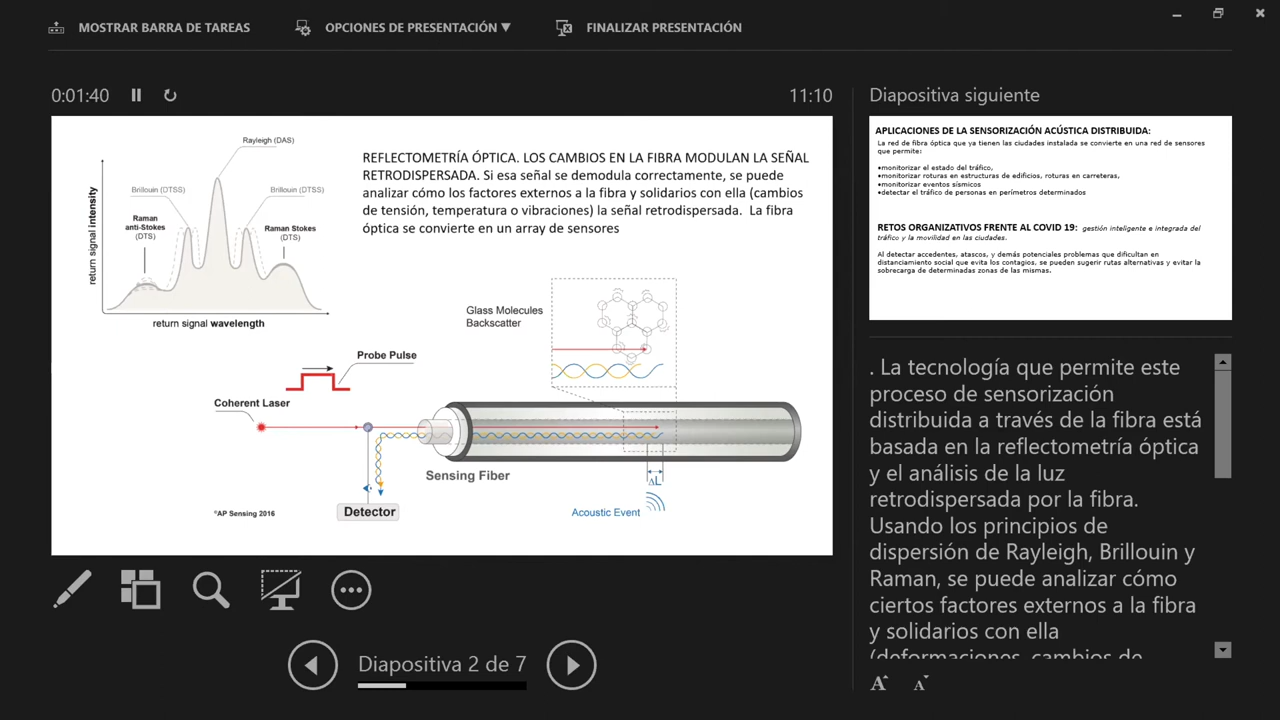 MOSTRAR BARRA DE TAREAS
OPCIONES DE PRESENTACIÓN ▼
FINALIZAR PRESENTACIÓN
0:01:40
11:10
Rayleigh (DAS)
Brillouin (DTSS)
Brillouin (DTSS)
Raman
anti-Stokes
(DTS)
Raman Stokes
(DTS)
return signal intensity
return signal wavelength
REFLECTOMETRÍA ÓPTICA. LOS CAMBIOS EN LA FIBRA MODULAN LA SEÑAL
RETRODISPERSADA. Si esa señal se demodula correctamente, se puede
analizar cómo los factores externos a la fibra y solidarios con ella (cambios
de tensión, temperatura o vibraciones) la señal retrodispersada. La fibra
óptica se convierte en un array de sensores
Glass Molecules
Backscatter
Probe Pulse
Coherent Laser
Sensing Fiber
ΔL
Acoustic Event
Detector
®AP Sensing 2016
Diapositiva 2 de 7
Diapositiva siguiente
APLICACIONES DE LA SENSORIZACIÓN ACÚSTICA DISTRIBUIDA:
La red de fibra óptica que ya tienen las ciudades instalada se convierte en una red de sensores
que permite:
•monitorizar el estado del tráfico,
•monitorizar roturas en estructuras de edificios, roturas en carreteras,
•monitorizar eventos sísmicos
•detectar el tráfico de personas en perímetros determinados
RETOS ORGANIZATIVOS FRENTE AL COVID 19: gestión inteligente e integrada del
tráfico y la movilidad en las ciudades.
Al detectar accedentes, atascos, y demás potenciales problemas que dificultan en
distanciamiento social que evita los contagios, se pueden sugerir rutas alternativas y evitar la
sobrecarga de determinadas zonas de las mismas.
. La tecnología que permite este
proceso de sensorización
distribuida a través de la fibra está
basada en la reflectometría óptica
y el análisis de la luz
retrodispersada por la fibra.
Usando los principios de
dispersión de Rayleigh, Brillouin y
Raman, se puede analizar cómo
ciertos factores externos a la fibra
y solidarios con ella
(deformaciones, cambios de
A A